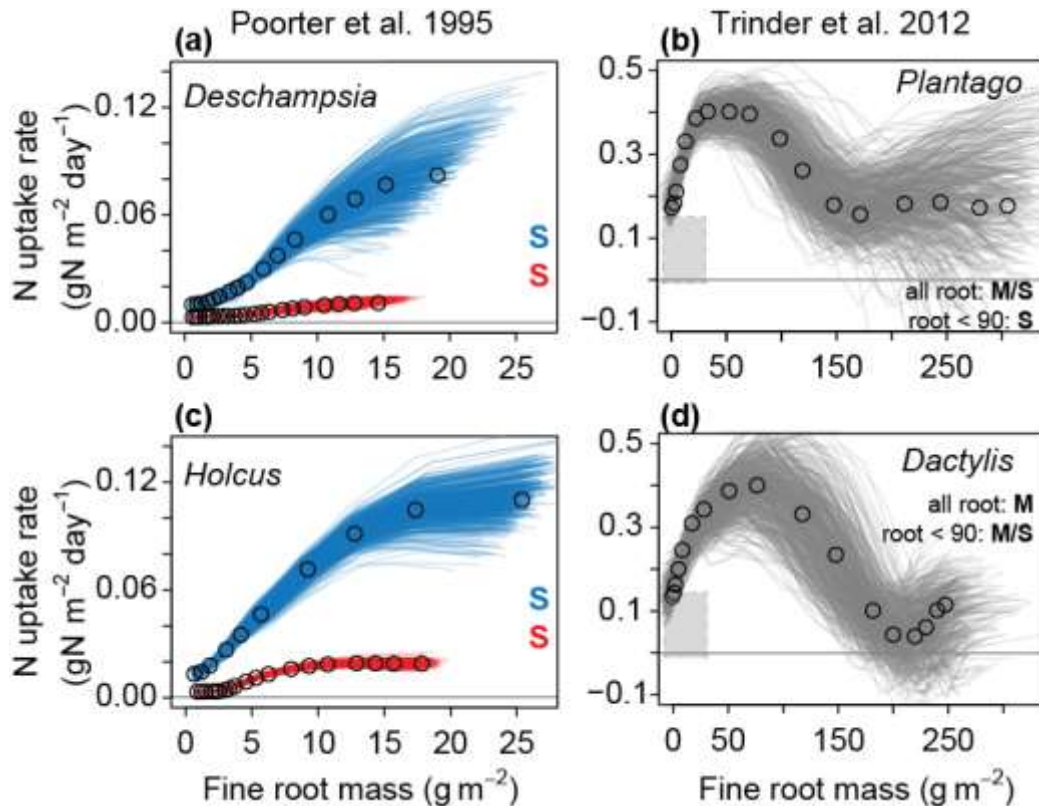 Poorter et al. 1995
Trinder et al. 2012
(a)
Deschampsia
N uptake rate
(gN m⁻² day⁻¹)
0.12
0.06
0.00
S
S
0 5 10 15 20 25
(b)
Plantago
0.5
0.3
0.1
−0.1
all root: M/S
root < 90: S
0 50 150 250
(c)
Holcus
N uptake rate
(gN m⁻² day⁻¹)
0.12
0.06
0.00
S
S
0 5 10 15 20 25
Fine root mass (g m⁻²)
(d)
Dactylis
all root: M
root < 90: M/S
0.5
0.3
0.1
−0.1
0 50 150 250
Fine root mass (g m⁻²)